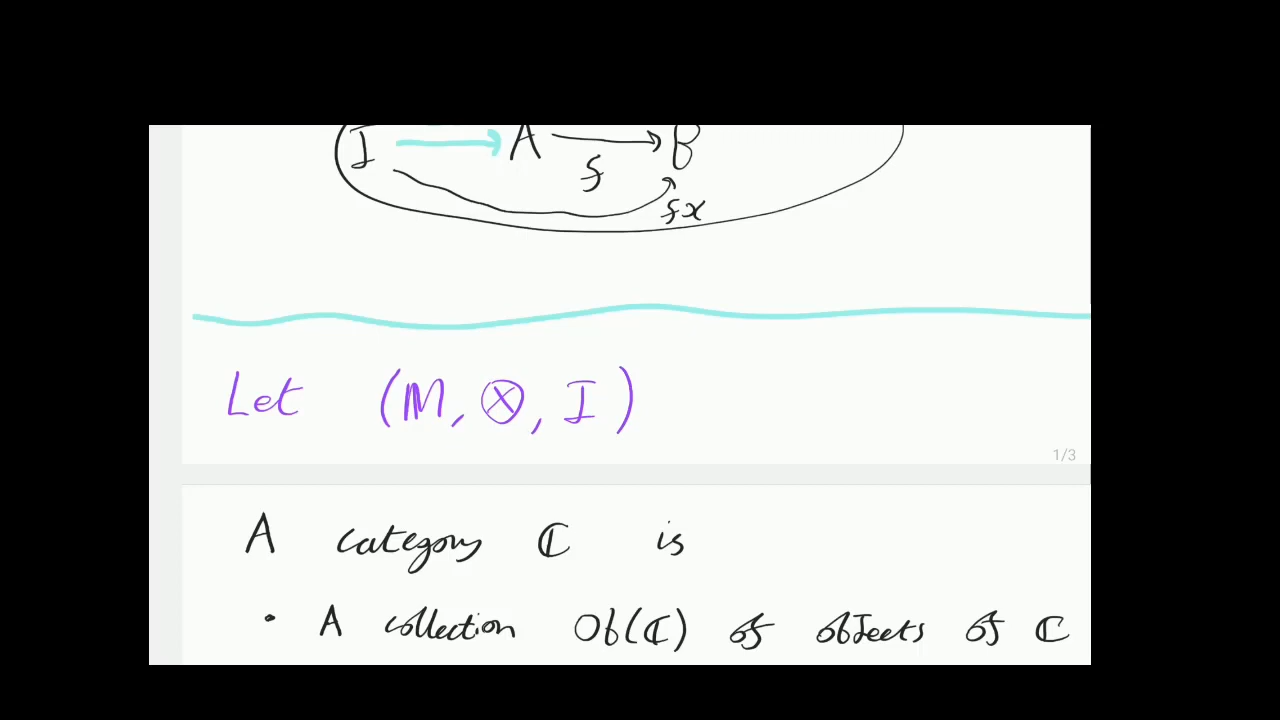 I A B
f
fx
Let (M, ⊗, I)
1/3
A category ℂ is
• A collection Ob(ℂ) of objects of ℂ